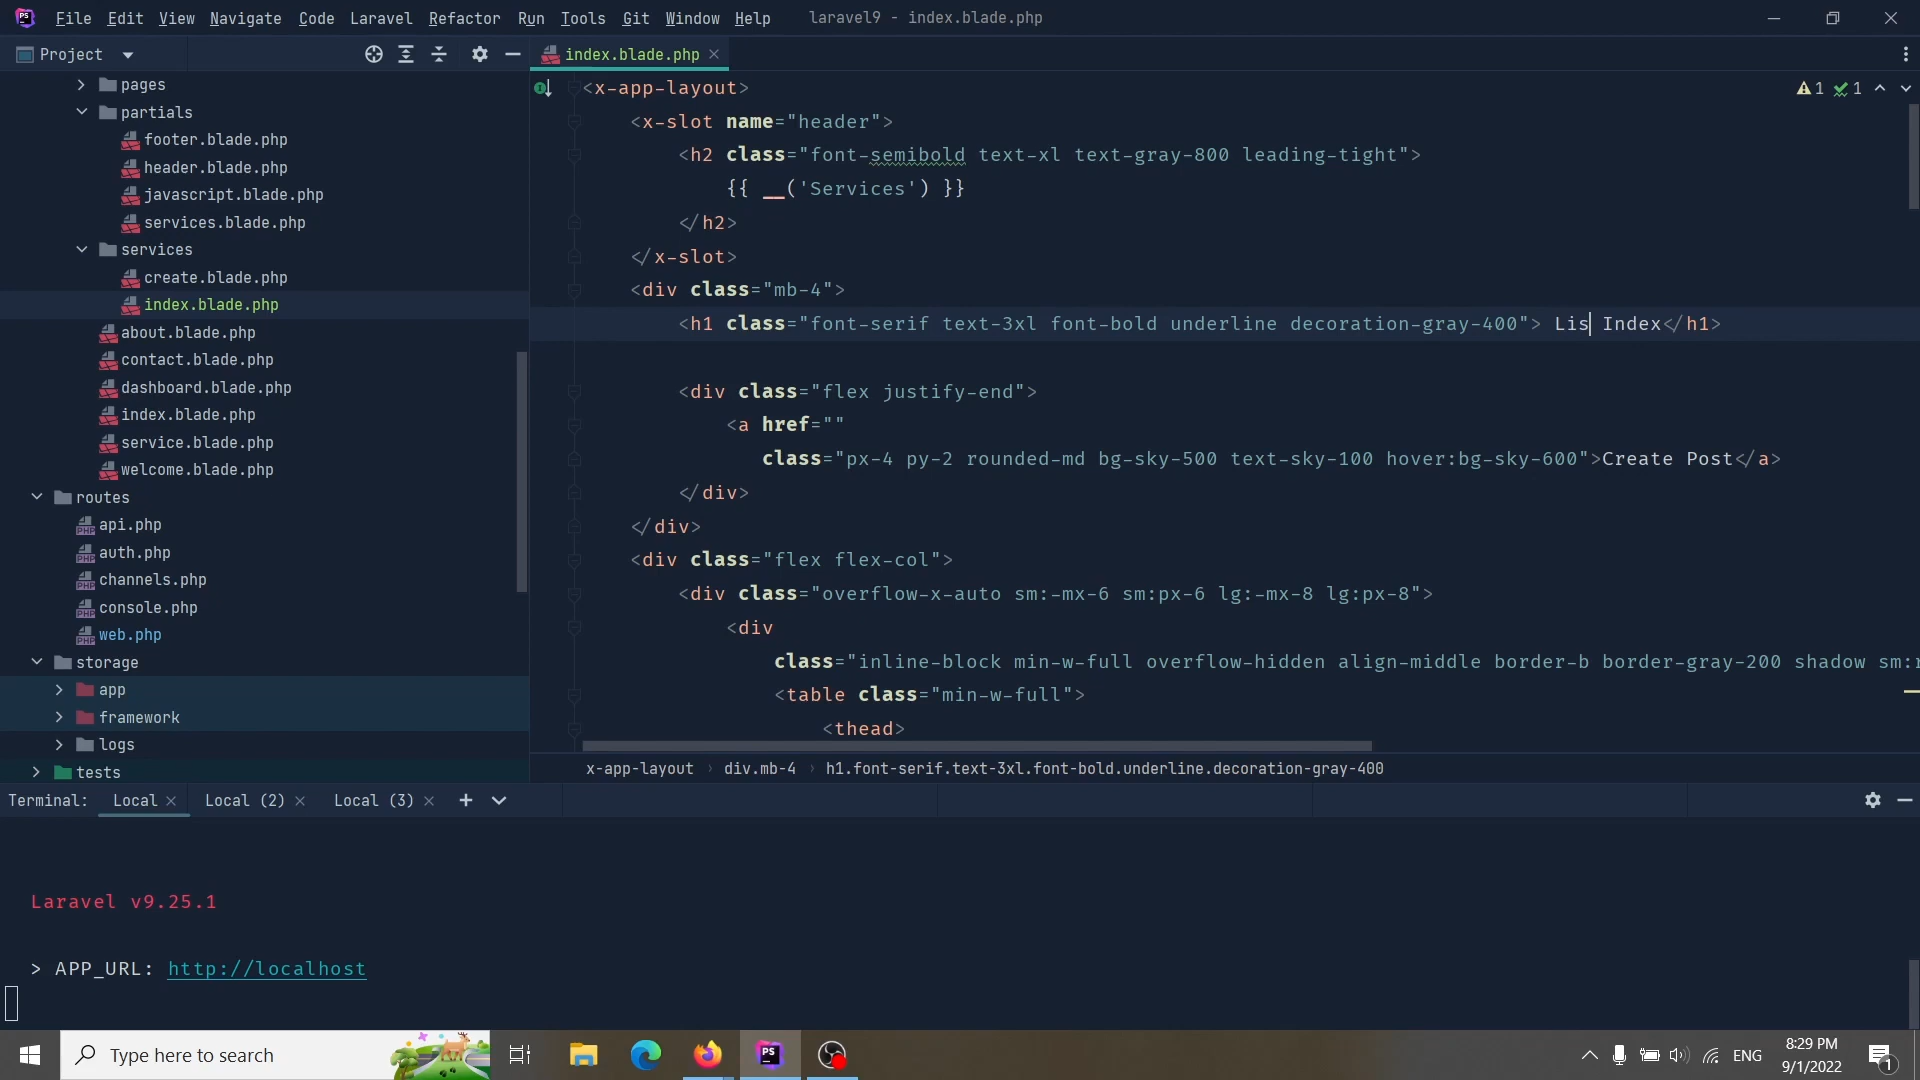 File Edit View Navigate Code Laravel Refactor Run Tools Git Window Help laravel9 - index.blade.php
Project
index.blade.php
pages
partials
footer.blade.php
header.blade.php
javascript.blade.php
services.blade.php
services
create.blade.php
index.blade.php
about.blade.php
contact.blade.php
dashboard.blade.php
index.blade.php
service.blade.php
welcome.blade.php
routes
api.php
auth.php
channels.php
console.php
web.php
storage
app
framework
logs
tests
1 1
<x-app-layout>
<x-slot name="header">
<h2 class="font-semibold text-xl text-gray-800 leading-tight">
{{ __('Services') }}
</h2>
</x-slot>
<div class="mb-4">
<h1 class="font-serif text-3xl font-bold underline decoration-gray-400"> Lis Index</h1>
<div class="flex justify-end">
<a href=""
class="px-4 py-2 rounded-md bg-sky-500 text-sky-100 hover:bg-sky-600">Create Post</a>
</div>
</div>
<div class="flex flex-col">
<div class="overflow-x-auto sm:-mx-6 sm:px-6 lg:-mx-8 lg:px-8">
<div
class="inline-block min-w-full overflow-hidden align-middle border-b border-gray-200 shadow sm:
<table class="min-w-full">
<thead>
x-app-layout › div.mb-4 › h1.font-serif.text-3xl.font-bold.underline.decoration-gray-400
Terminal: Local Local (2) Local (3)
Laravel v9.25.1
> APP_URL: http://localhost
Type here to search
PS
ENG
8:29 PM
9/1/2022
1